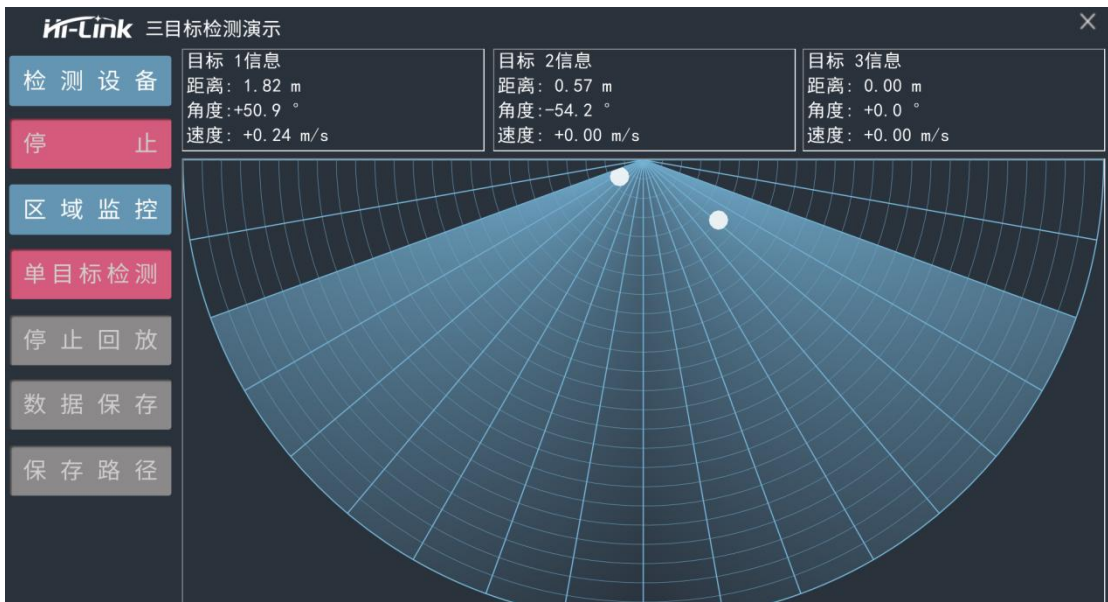 Hi-Link 三目标检测演示
检测设备
停止
区域监控
单目标检测
停止回放
数据保存
保存路径
目标 1信息
距离: 1.82 m
角度:+50.9 °
速度: +0.24 m/s
目标 2信息
距离: 0.57 m
角度:-54.2 °
速度: +0.00 m/s
目标 3信息
距离: 0.00 m
角度: +0.0 °
速度: +0.00 m/s